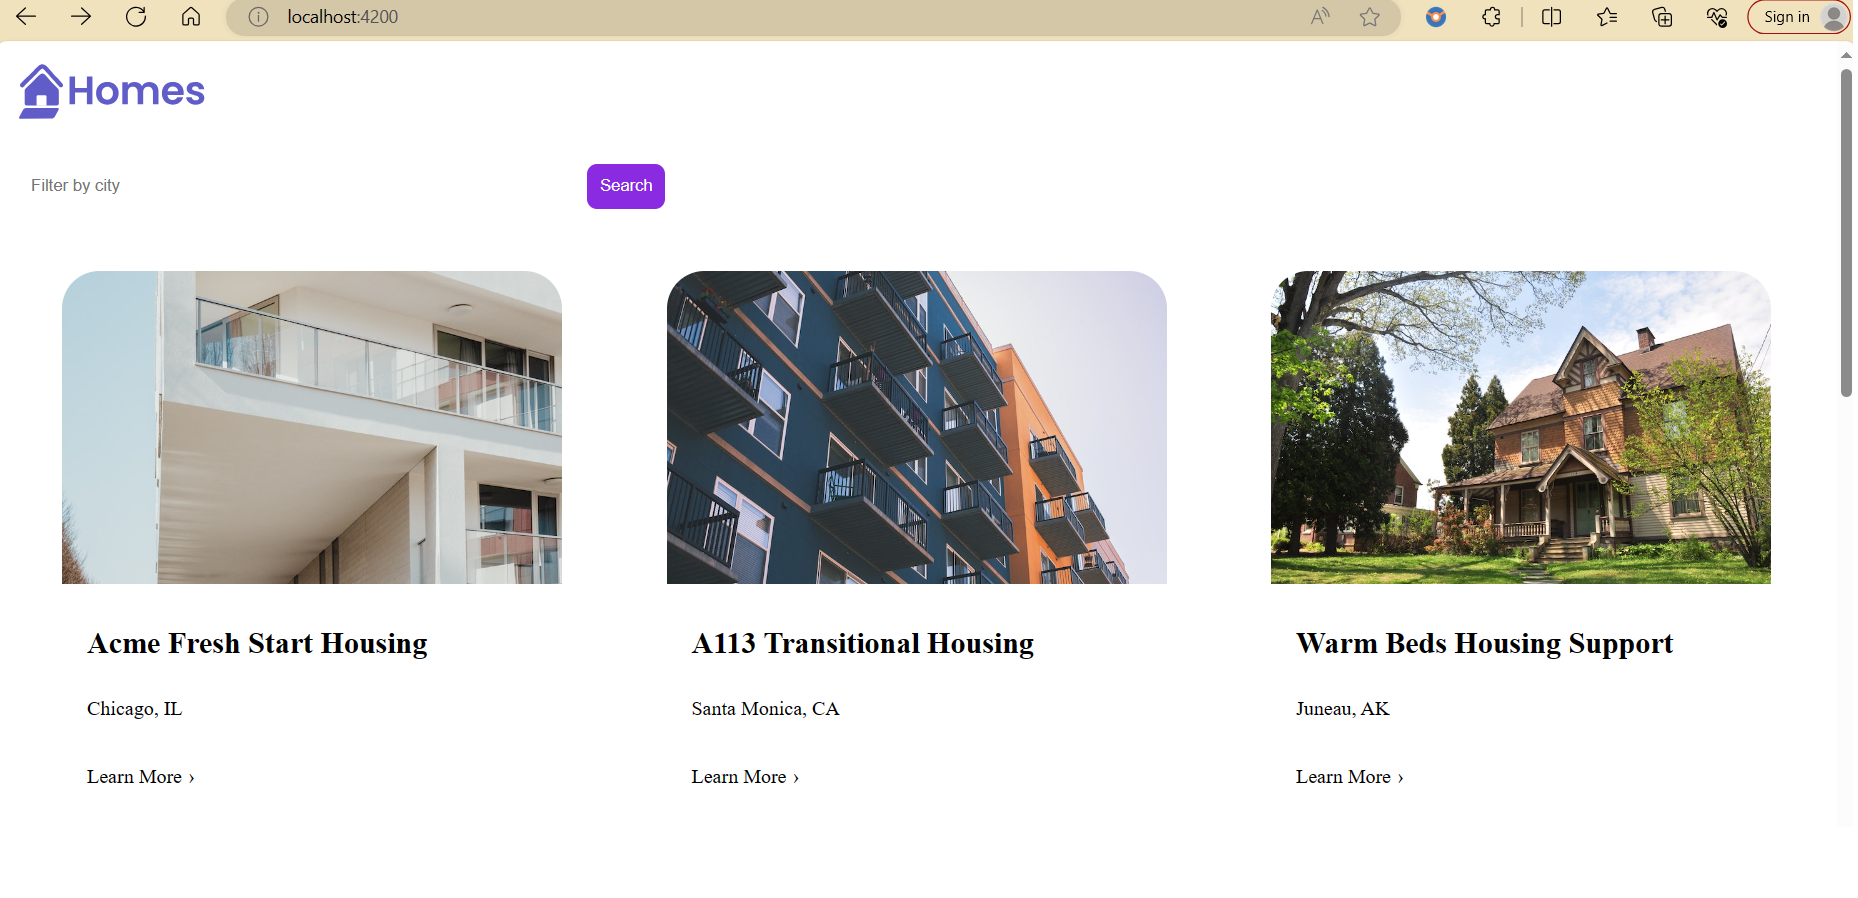 localhost:4200
Sign in
Homes
Filter by city
Search
Acme Fresh Start Housing
A113 Transitional Housing
Warm Beds Housing Support
Chicago, IL
Santa Monica, CA
Juneau, AK
Learn More ›
Learn More ›
Learn More ›